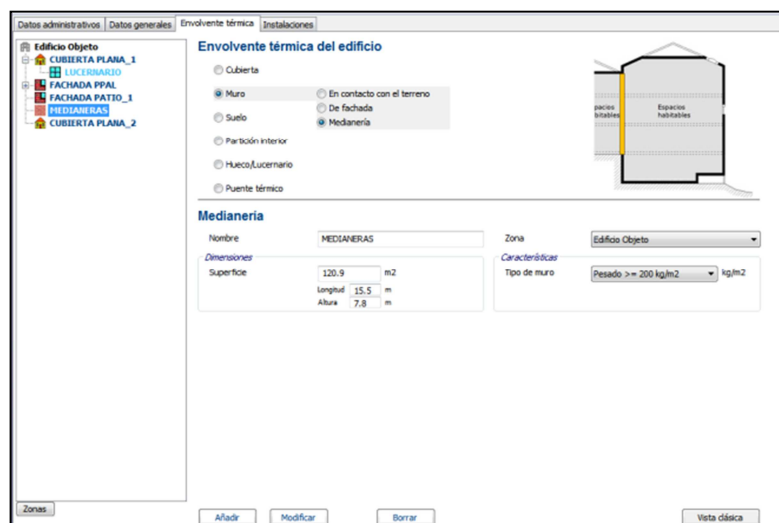 Datos administrativos Datos generales Envolvente térmica Instalaciones
Edificio Objeto
CUBIERTA PLANA_1
LUCERNARIO
FACHADA PPAL
FACHADA PATIO_1
MEDIANERAS
CUBIERTA PLANA_2
Zonas
Envolvente térmica del edificio
Cubierta
Muro
Suelo
Partición interior
Hueco/Lucernario
Puente térmico
En contacto con el terreno
De fachada
Medianería
pacios
bitables
Espacios
habitables
Medianería
Nombre MEDIANERAS Zona Edificio Objeto
Dimensiones Características
Superficie 120.9 m2 Tipo de muro Pesado >= 200 kg/m2 kg/m2
Longitud 15.5 m
Altura 7.8 m
Añadir Modificar Borrar Vista clásica